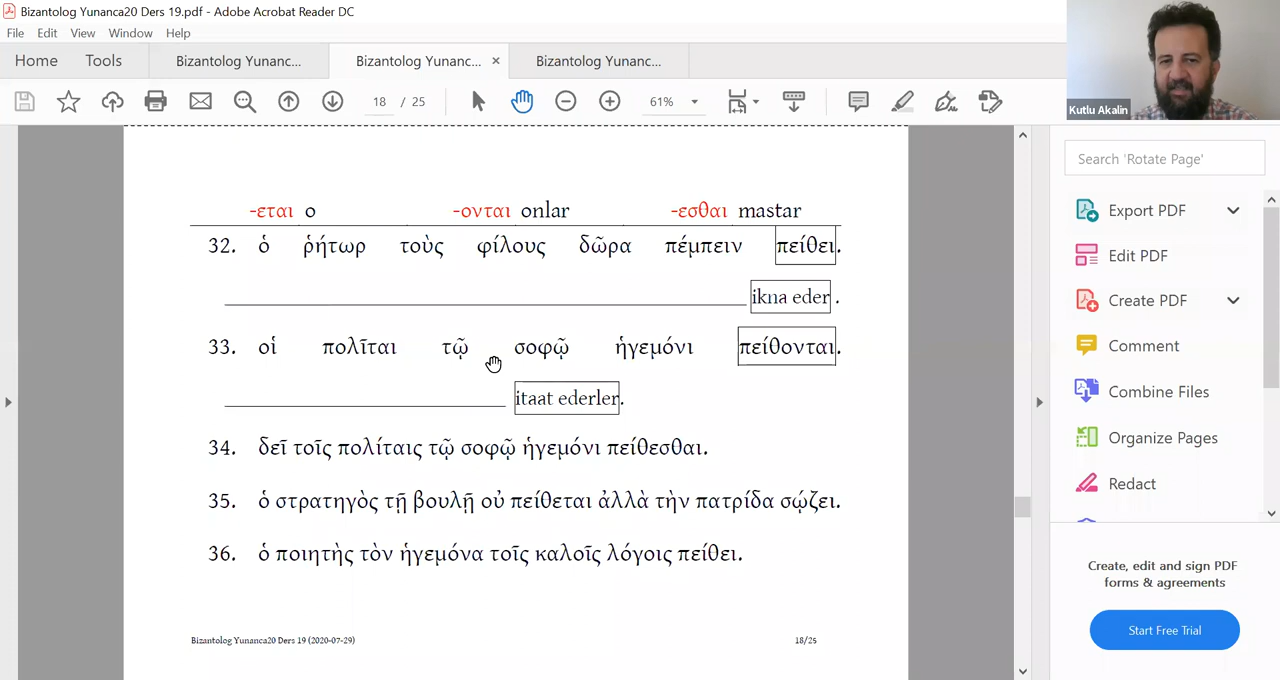 Bizantolog Yunanca20 Ders 19.pdf - Adobe Acrobat Reader DC
File Edit View Window Help
Home Tools Bizantolog Yunanc... Bizantolog Yunanc... × Bizantolog Yunanc...
18 / 25 61%
Kutlu Akalin
-εται o -ονται onlar -εσθαι mastar
32. ὁ ῥήτωρ τοὺς φίλους δῶρα πέμπειν πείθει.
ikna eder .
33. οἱ πολῖται τῷ σοφῷ ἡγεμόνι πείθονται.
itaat ederler.
34. δεῖ τοῖς πολίταις τῷ σοφῷ ἡγεμόνι πείθεσθαι.
35. ὁ στρατηγὸς τῇ βουλῇ οὐ πείθεται ἀλλὰ τὴν πατρίδα σῴζει.
36. ὁ ποιητὴς τὸν ἡγεμόνα τοῖς καλοῖς λόγοις πείθει.
Bizantolog Yunanca20 Ders 19 (2020-07-29) 18/25
Search 'Rotate Page'
Export PDF
Edit PDF
Create PDF
Comment
Combine Files
Organize Pages
Redact
Create, edit and sign PDF
forms & agreements
Start Free Trial